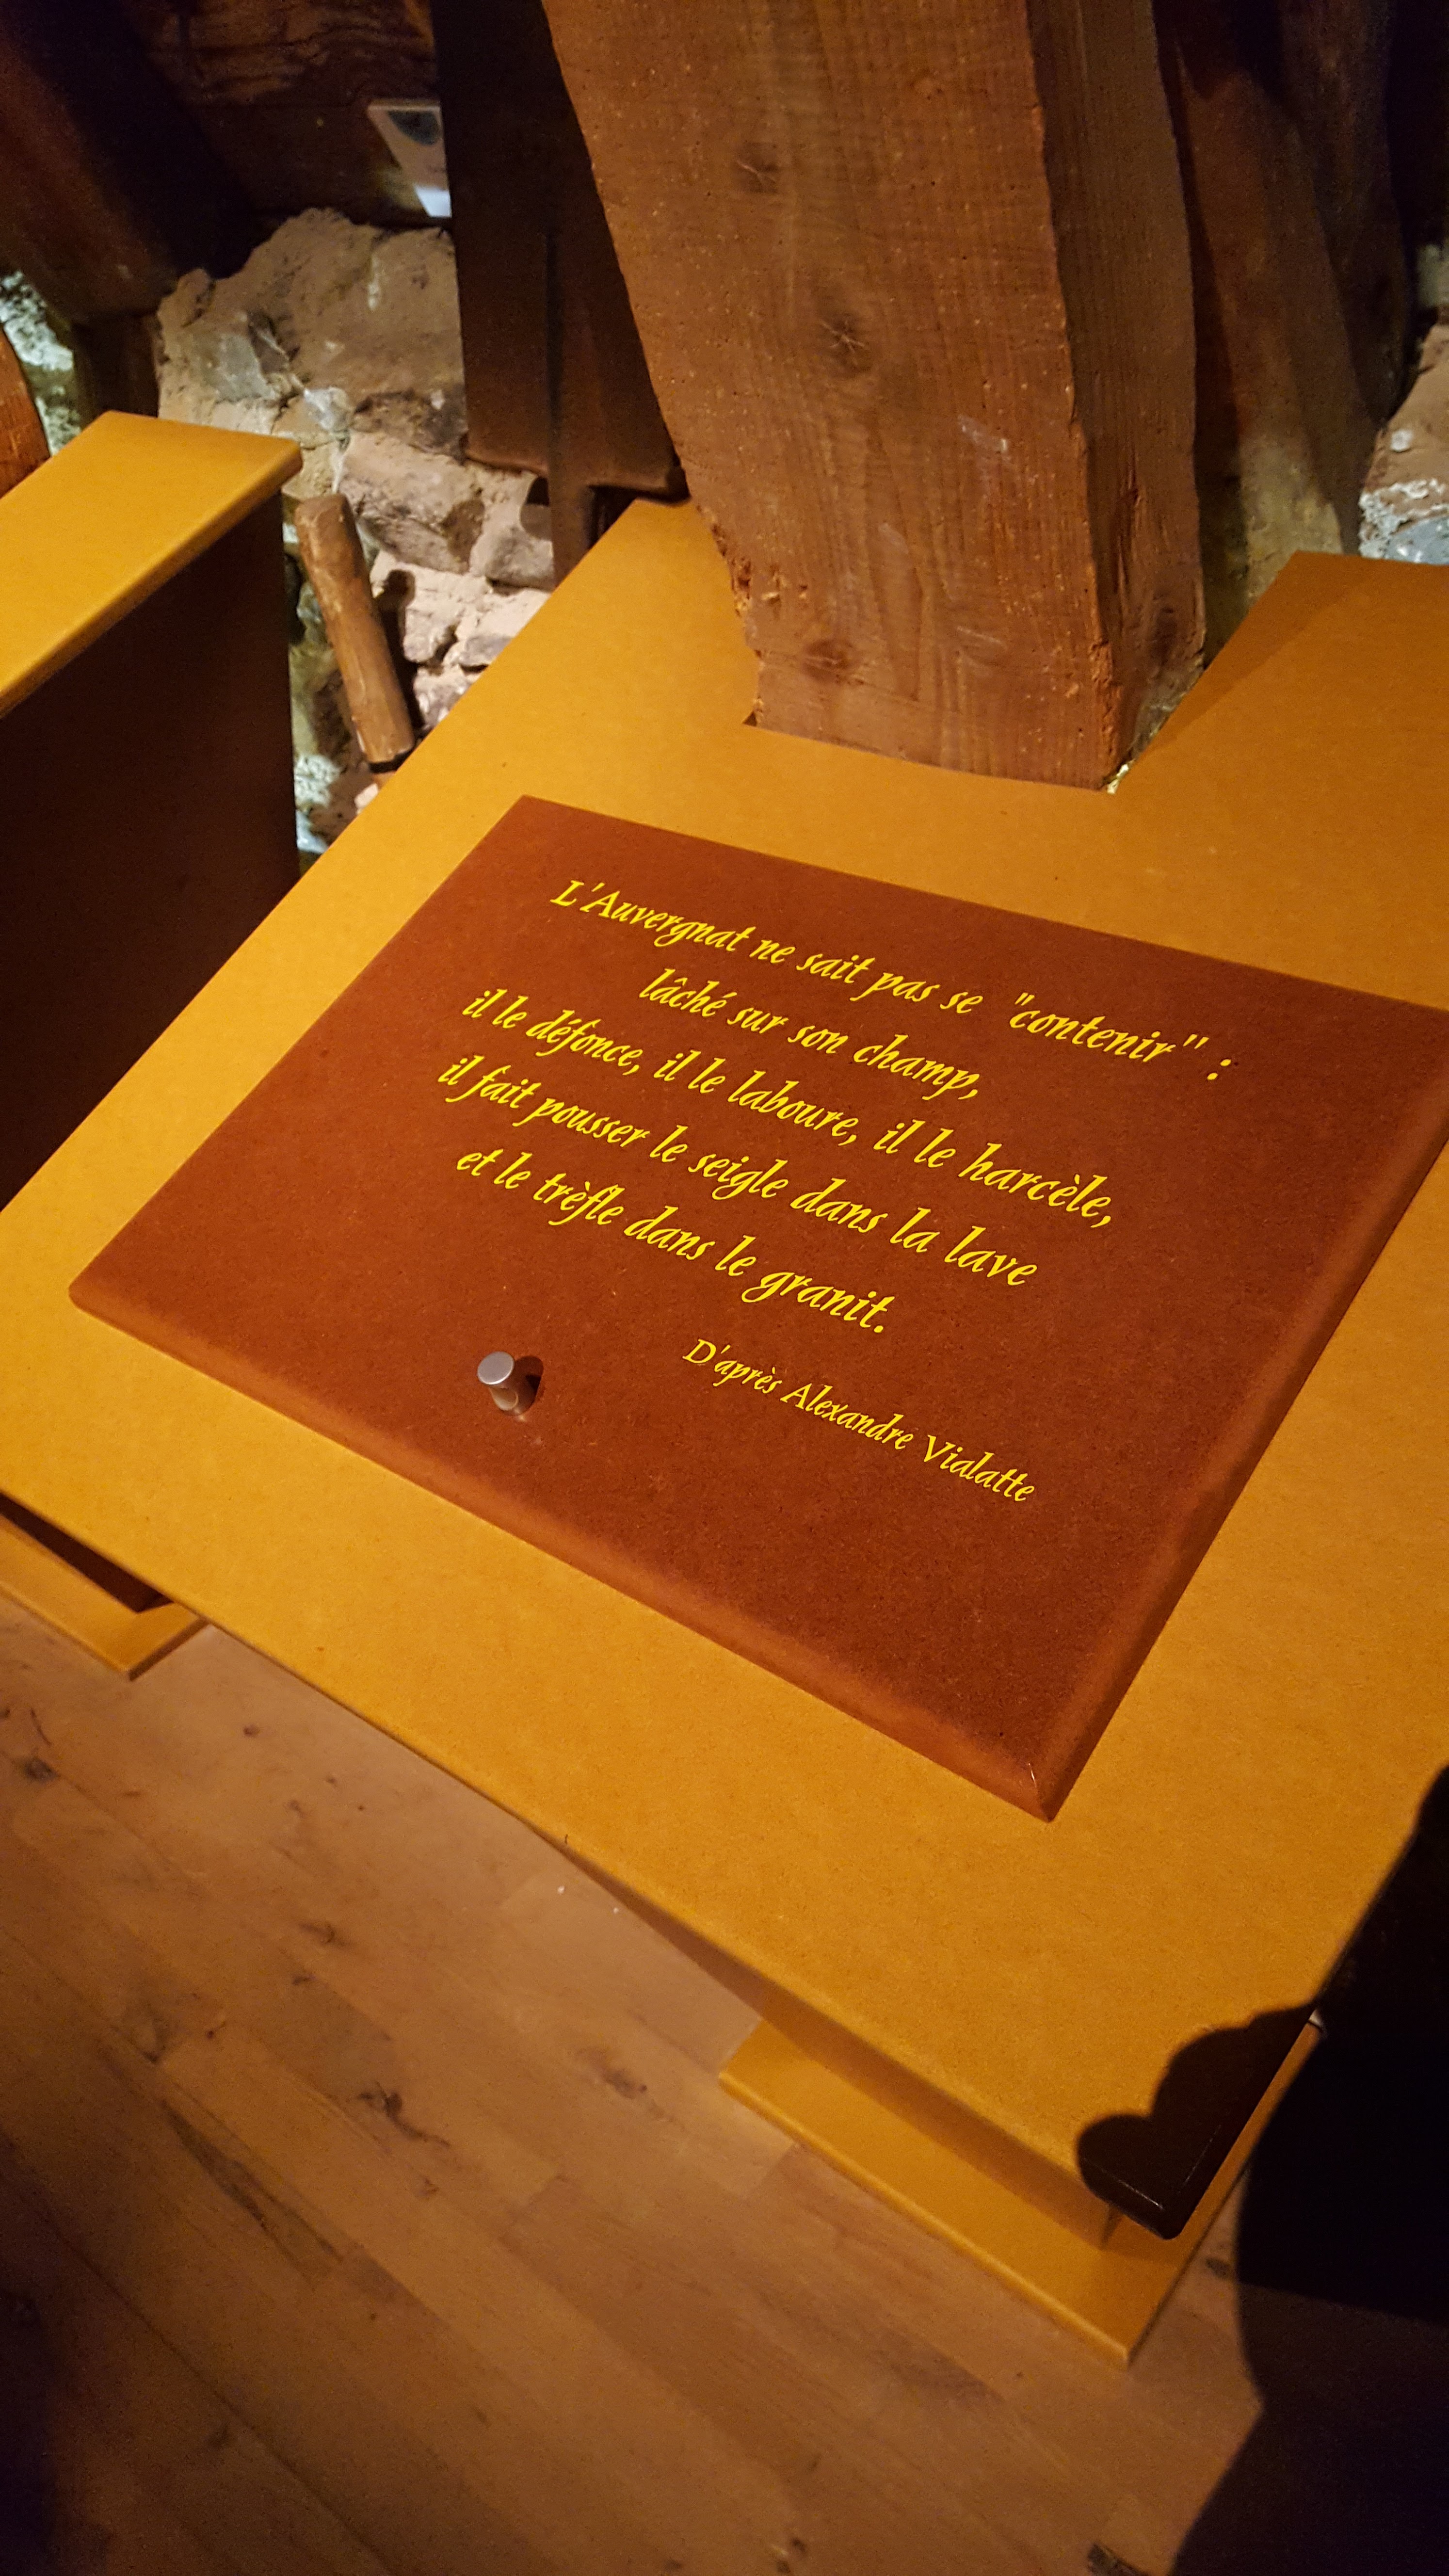 L'Auvergnat ne sait pas se "contenir" :
lâché sur son champ,
il le défonce, il le laboure, il le harcèle,
il fait pousser le seigle dans la lave
et le trèfle dans le granit.
D'après Alexandre Vialatte